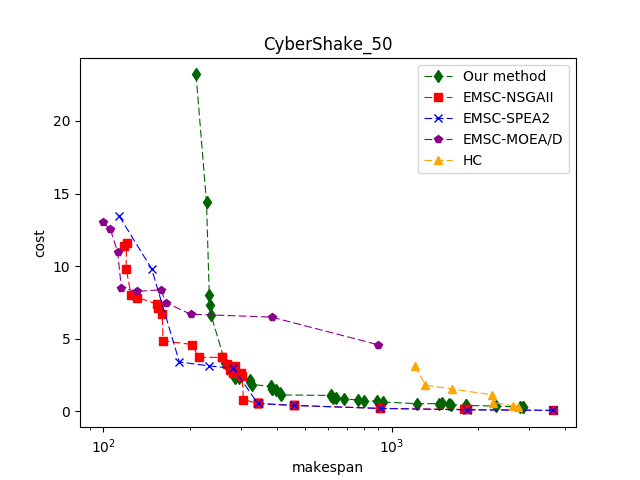 CyberShake_50
Our method
EMSC-NSGAII
EMSC-SPEA2
EMSC-MOEA/D
HC
cost
20
15
10
5
0
10²
10³
makespan